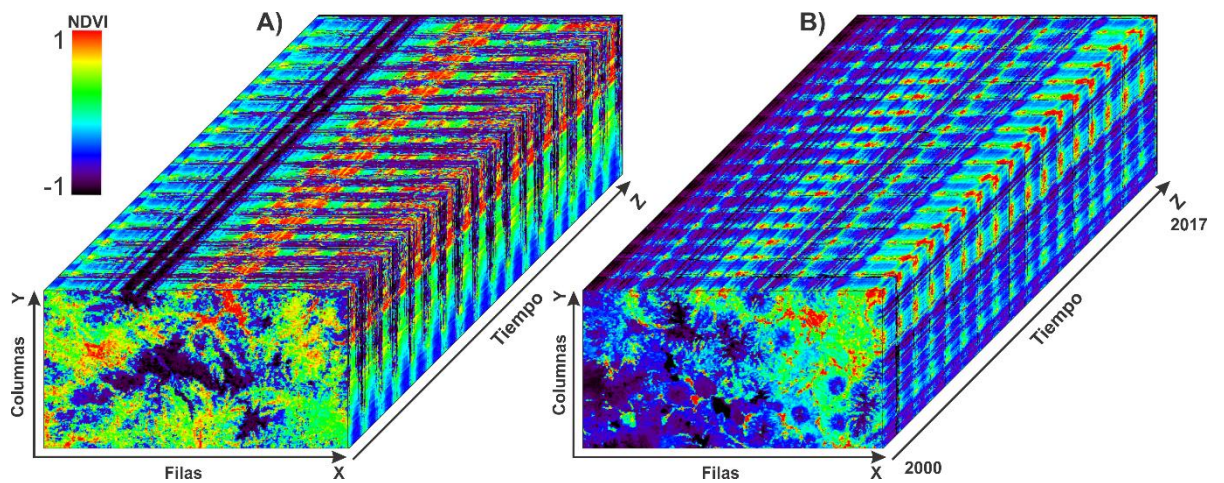 NDVI
1
-1
A)
Y
Columnas
Filas
X
Tiempo
Z
B)
Y
Columnas
Filas
X
2000
Tiempo
Z
2017